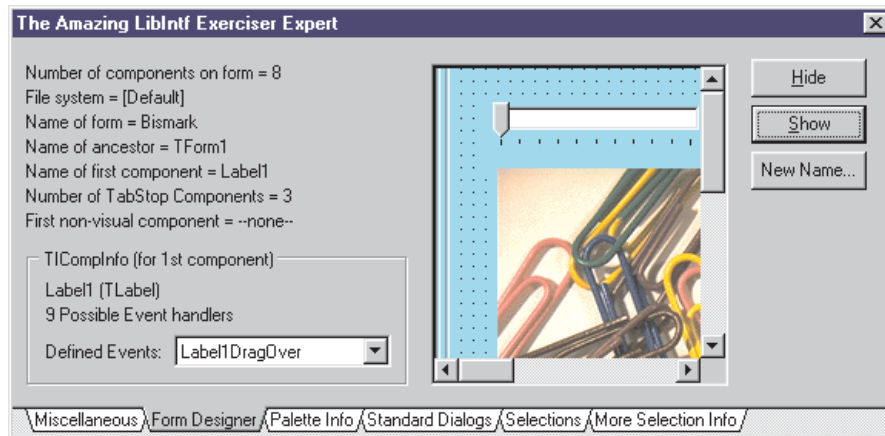 The Amazing LibIntf Exerciser Expert
Number of components on form = 8
File system = [Default]
Name of form = Bismark
Name of ancestor = TForm1
Name of first component = Label1
Number of TabStop Components = 3
First non-visual component = --none--
TICompInfo (for 1st component)
Label1 (TLabel)
9 Possible Event handlers
Defined Events: Label1DragOver
Hide
Show
New Name...
Miscellaneous Form Designer Palette Info Standard Dialogs Selections More Selection Info